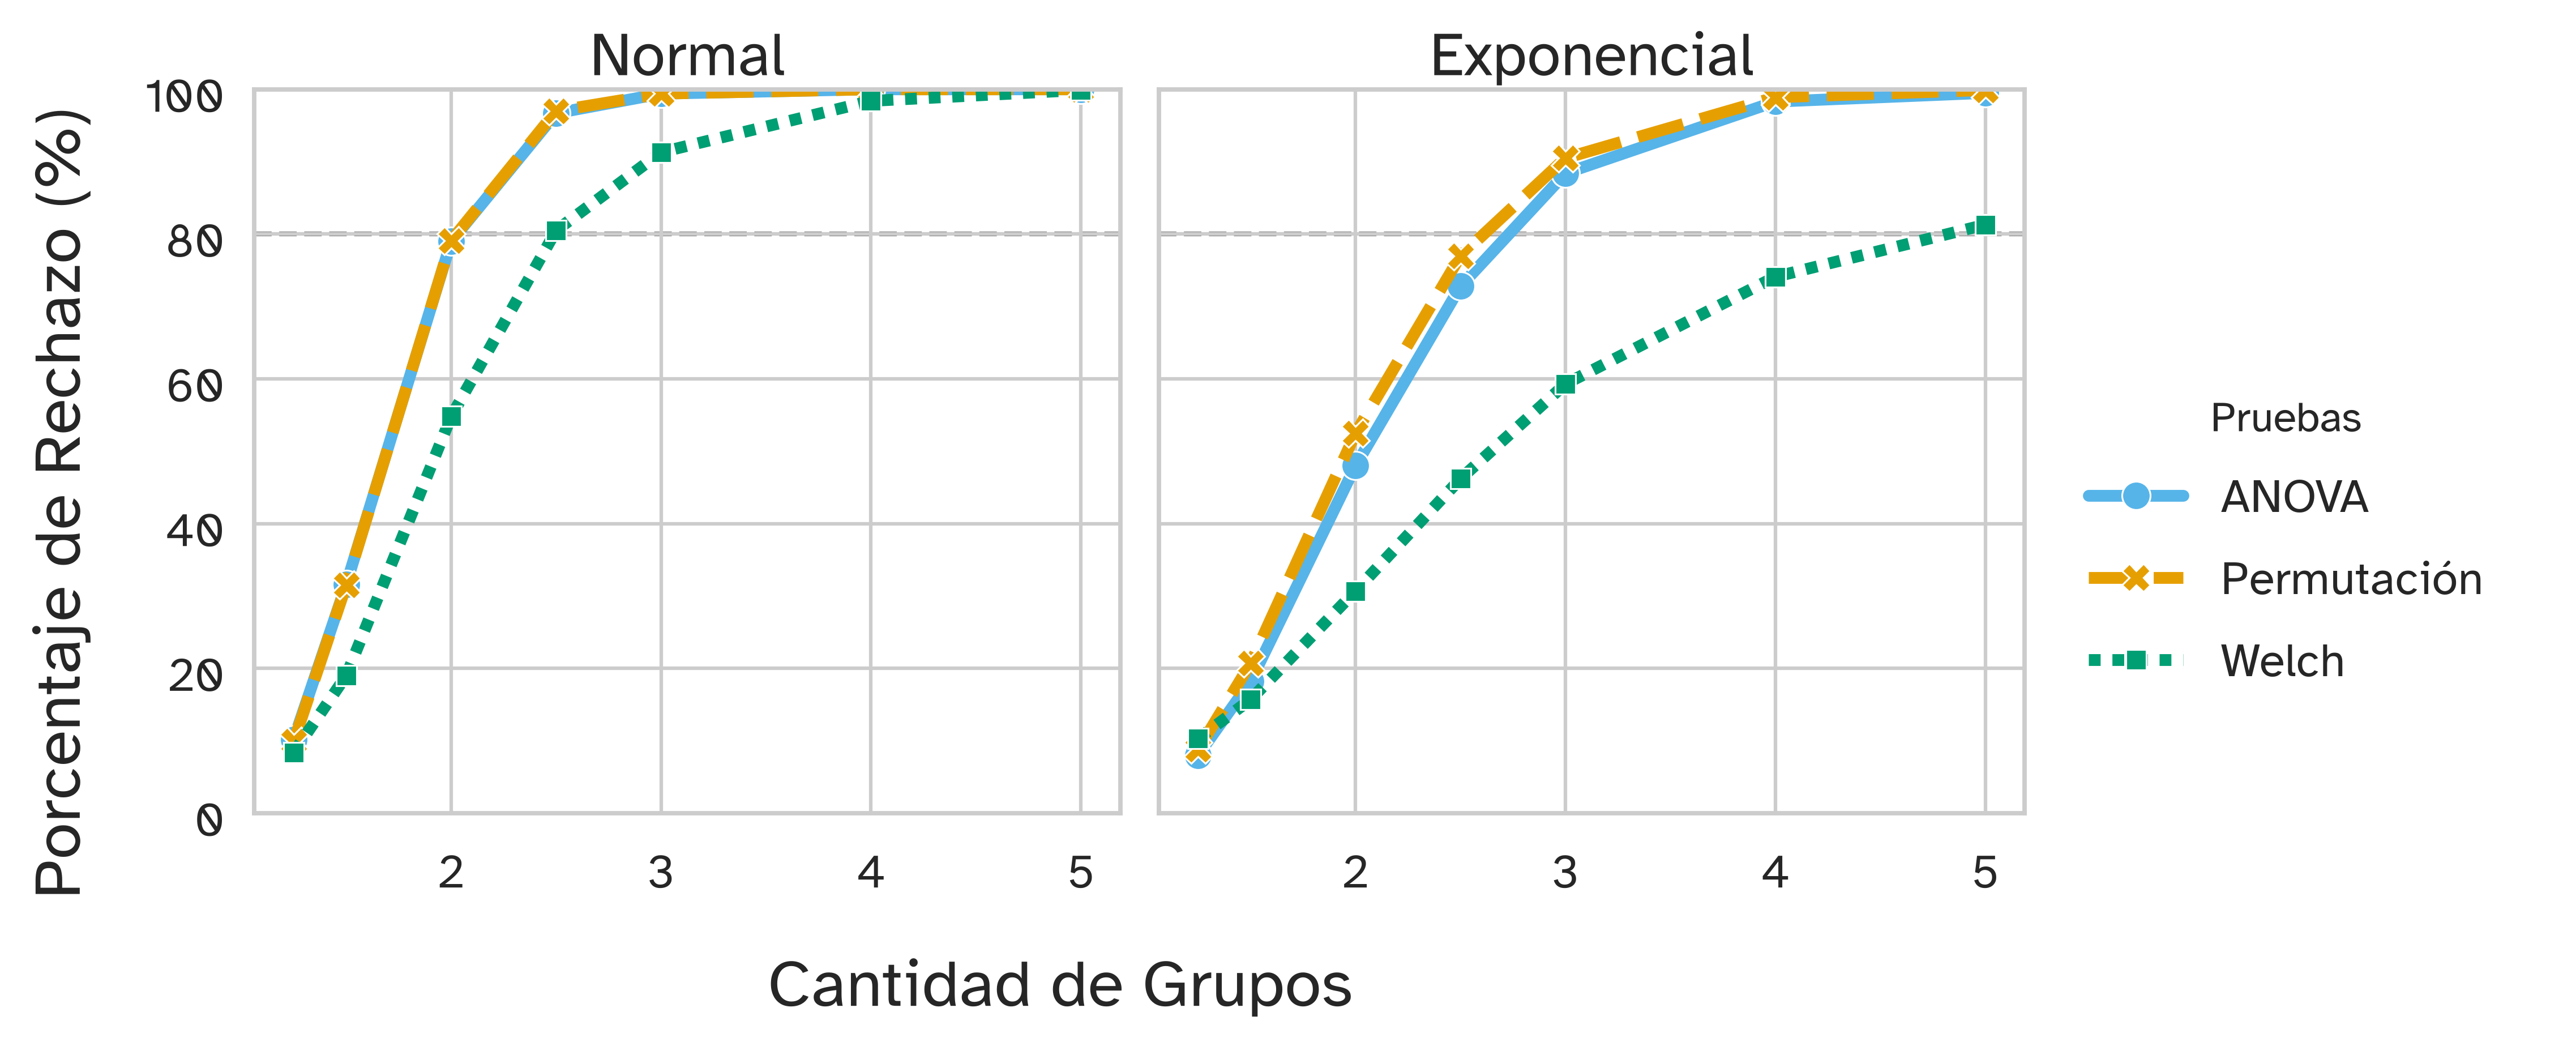 Normal
Exponencial
Porcentaje de Rechazo (%)
100
80
60
40
20
0
2 3 4 5
2 3 4 5
Cantidad de Grupos
Pruebas
ANOVA
Permutación
Welch